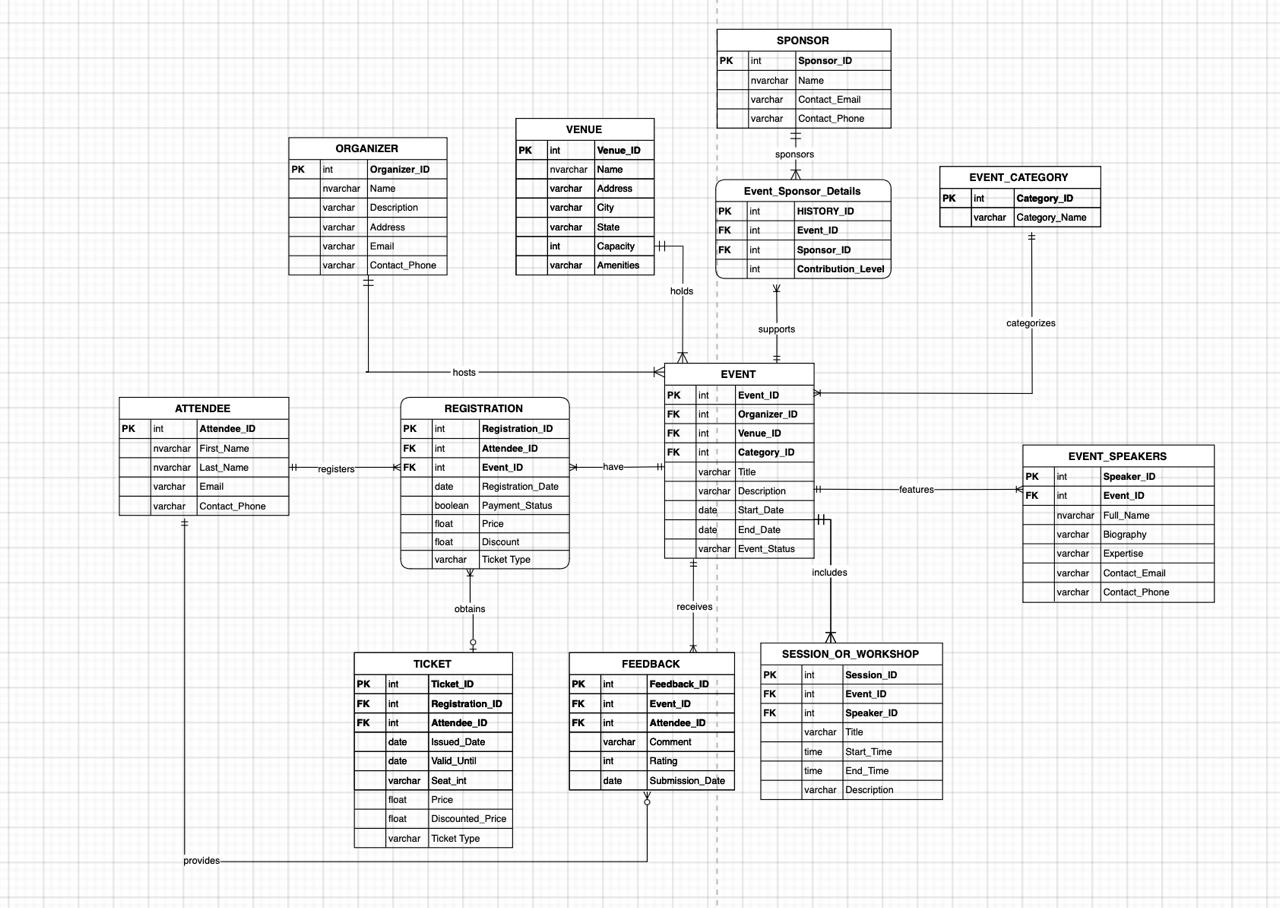 SPONSOR
PK int Sponsor_ID
nvarchar Name
varchar Contact_Email
varchar Contact_Phone
sponsors
VENUE
PK int Venue_ID
nvarchar Name
varchar Address
varchar City
varchar State
int Capacity
varchar Amenities
holds
ORGANIZER
PK int Organizer_ID
nvarchar Name
varchar Description
varchar Address
varchar Email
varchar Contact_Phone
hosts
Event_Sponsor_Details
PK int HISTORY_ID
FK int Event_ID
FK int Sponsor_ID
int Contribution_Level
supports
EVENT_CATEGORY
PK int Category_ID
varchar Category_Name
categorizes
ATTENDEE
PK int Attendee_ID
nvarchar First_Name
nvarchar Last_Name
varchar Email
varchar Contact_Phone
registers
REGISTRATION
PK int Registration_ID
FK int Attendee_ID
FK int Event_ID
date Registration_Date
boolean Payment_Status
float Price
float Discount
varchar Ticket Type
have
EVENT
PK int Event_ID
FK int Organizer_ID
FK int Venue_ID
FK int Category_ID
varchar Title
varchar Description
date Start_Date
date End_Date
varchar Event_Status
features
EVENT_SPEAKERS
PK int Speaker_ID
FK int Event_ID
nvarchar Full_Name
varchar Biography
varchar Expertise
varchar Contact_Email
varchar Contact_Phone
includes
obtains
receives
TICKET
PK int Ticket_ID
FK int Registration_ID
FK int Attendee_ID
date Issued_Date
date Valid_Until
varchar Seat_int
float Price
float Discounted_Price
varchar Ticket Type
FEEDBACK
PK int Feedback_ID
FK int Event_ID
FK int Attendee_ID
varchar Comment
int Rating
date Submission_Date
SESSION_OR_WORKSHOP
PK int Session_ID
FK int Event_ID
FK int Speaker_ID
varchar Title
time Start_Time
time End_Time
varchar Description
provides